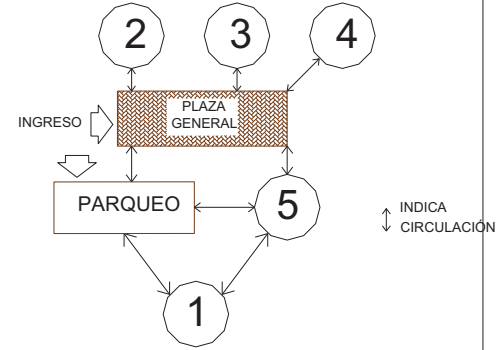 2
3
4
PLAZA
GENERAL
INGRESO
PARQUEO
5
INDICA
CIRCULACIÓN
1